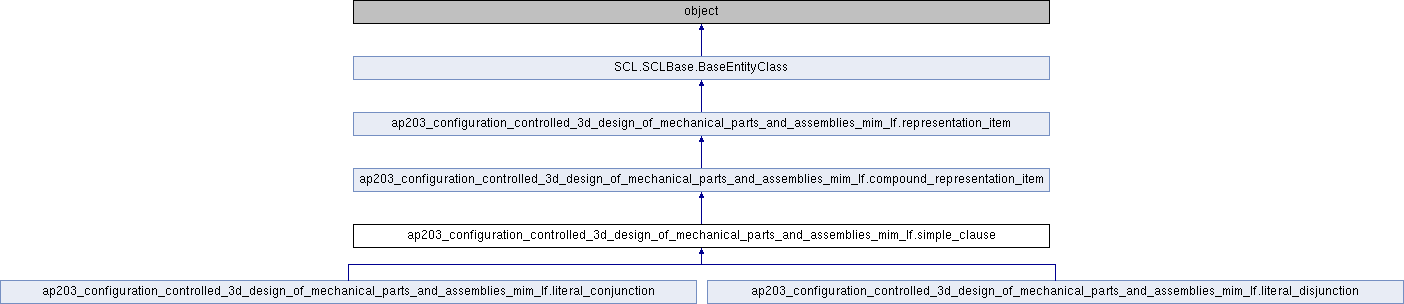 object
SCL.SCLBase.BaseEntityClass
ap203_configuration_controlled_3d_design_of_mechanical_parts_and_assemblies_mim_lf.representation_item
ap203_configuration_controlled_3d_design_of_mechanical_parts_and_assemblies_mim_lf.compound_representation_item
ap203_configuration_controlled_3d_design_of_mechanical_parts_and_assemblies_mim_lf.simple_clause
ap203_configuration_controlled_3d_design_of_mechanical_parts_and_assemblies_mim_lf.literal_conjunction
ap203_configuration_controlled_3d_design_of_mechanical_parts_and_assemblies_mim_lf.literal_disjunction